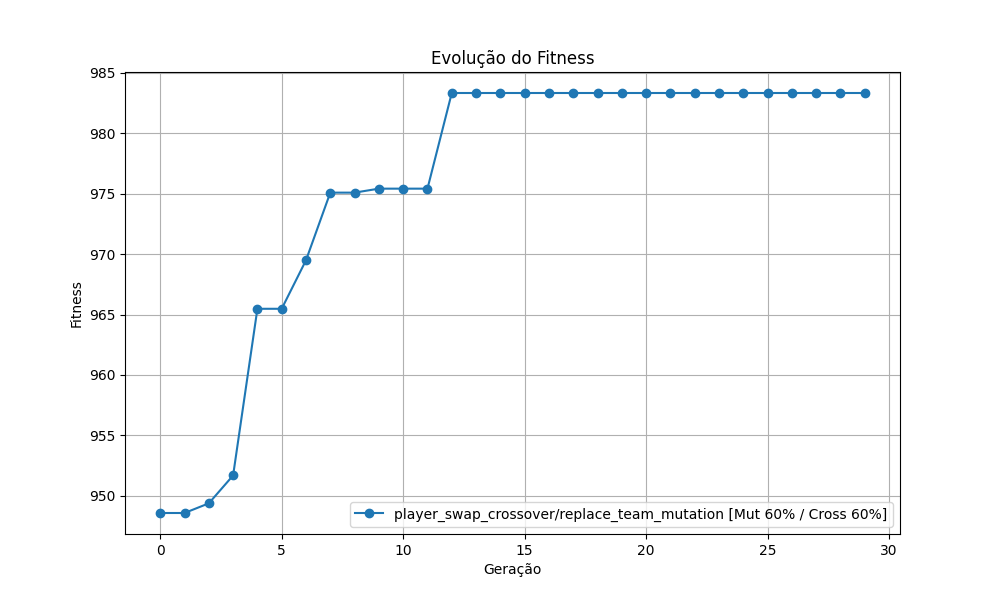 Evolução do Fitness
Fitness
985
980
975
970
965
960
955
950
player_swap_crossover/replace_team_mutation [Mut 60% / Cross 60%]
0 5 10 15 20 25 30
Geração